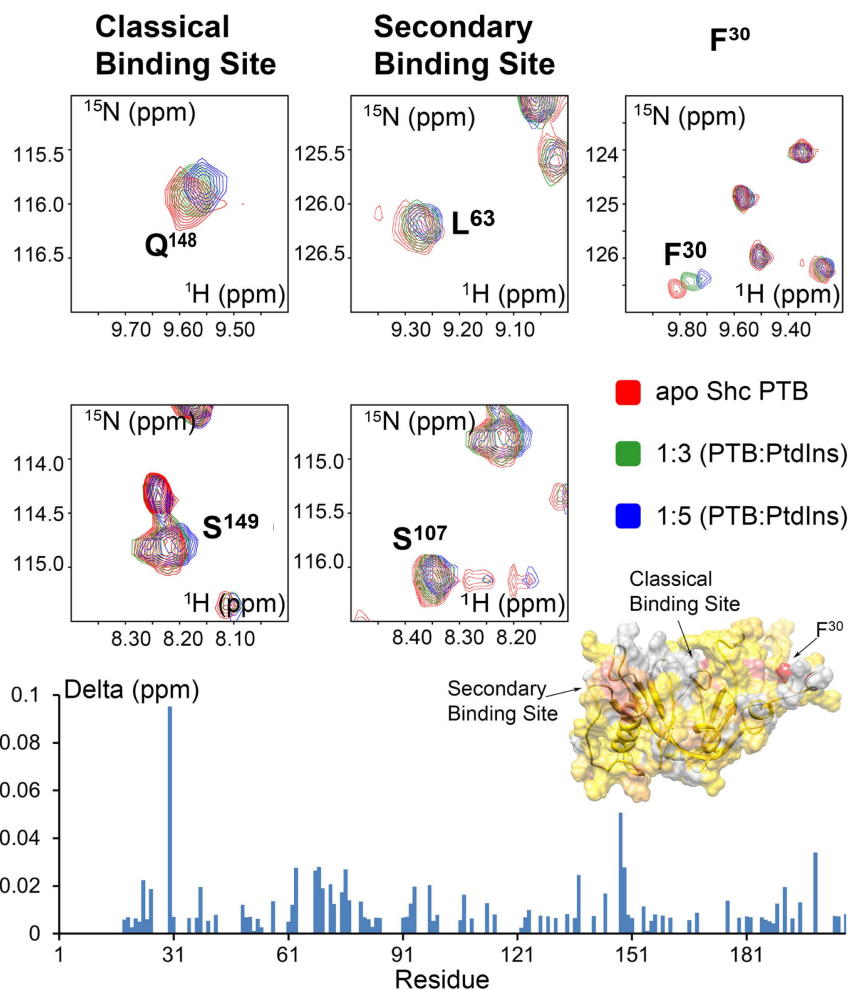 Classical
Binding Site
Secondary
Binding Site
F³⁰
¹⁵N (ppm)
115.5
116.0
116.5
Q¹⁴⁸
¹H (ppm)
9.70 9.60 9.50
¹⁵N (ppm)
125.5
126.0
126.5
L⁶³
¹H (ppm)
9.30 9.20 9.10
¹⁵N (ppm)
124
125
126
F³⁰
¹H (ppm)
9.80 9.60 9.40
¹⁵N (ppm)
114.0
114.5
115.0
S¹⁴⁹
¹H (ppm)
8.30 8.20 8.10
¹⁵N (ppm)
115.0
116.0
S¹⁰⁷
¹H (ppm)
8.40 8.30 8.20
apo Shc PTB
1:3 (PTB:PtdIns)
1:5 (PTB:PtdIns)
Classical
Binding Site
F³⁰
Secondary
Binding Site
Delta (ppm)
0.1
0.08
0.06
0.04
0.02
0
1 31 61 91 121 151 181
Residue